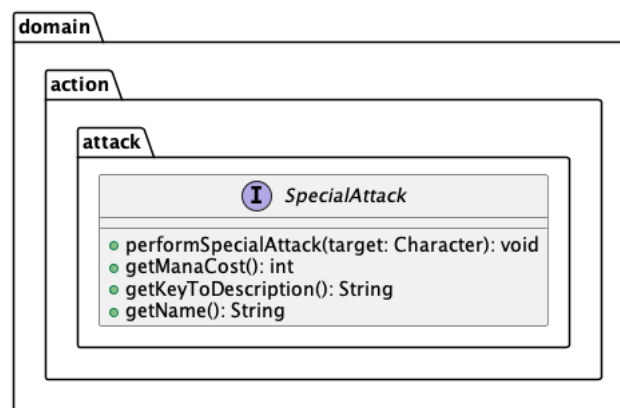 domain
action
attack
I SpecialAttack
performSpecialAttack(target: Character): void
getManaCost(): int
getKeyToDescription(): String
getName(): String